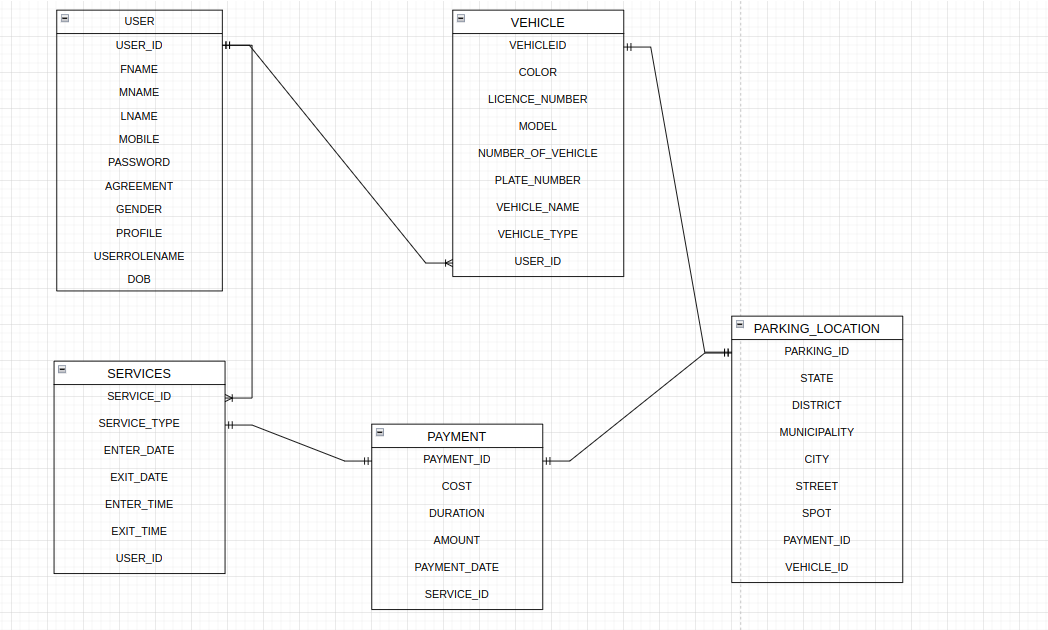 USER
USER_ID
FNAME
MNAME
LNAME
MOBILE
PASSWORD
AGREEMENT
GENDER
PROFILE
USERROLENAME
DOB
VEHICLE
VEHICLEID
COLOR
LICENCE_NUMBER
MODEL
NUMBER_OF_VEHICLE
PLATE_NUMBER
VEHICLE_NAME
VEHICLE_TYPE
USER_ID
SERVICES
SERVICE_ID
SERVICE_TYPE
ENTER_DATE
EXIT_DATE
ENTER_TIME
EXIT_TIME
USER_ID
PAYMENT
PAYMENT_ID
COST
DURATION
AMOUNT
PAYMENT_DATE
SERVICE_ID
PARKING_LOCATION
PARKING_ID
STATE
DISTRICT
MUNICIPALITY
CITY
STREET
SPOT
PAYMENT_ID
VEHICLE_ID